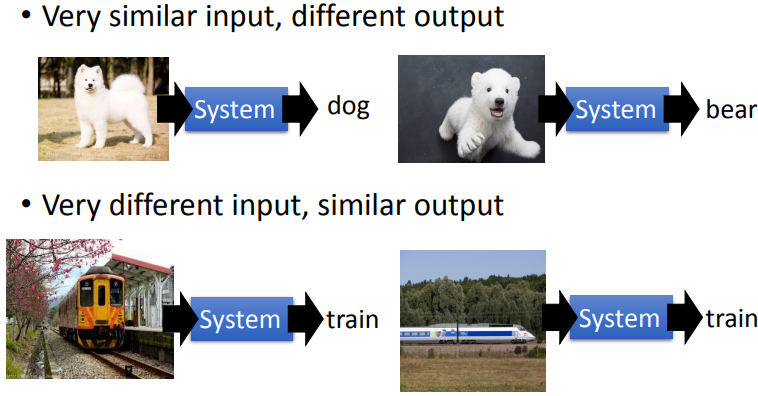 • Very similar input, different output
System
dog
System
bear
• Very different input, similar output
System
train
System
train